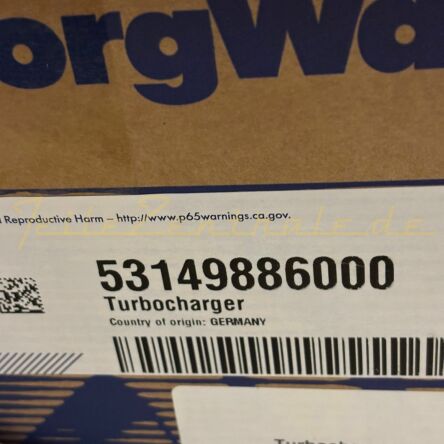 orgWa
Reproductive Harm – http://www.p65warnings.ca.gov.
53149886000
Turbocharger
Country of origin: GERMANY